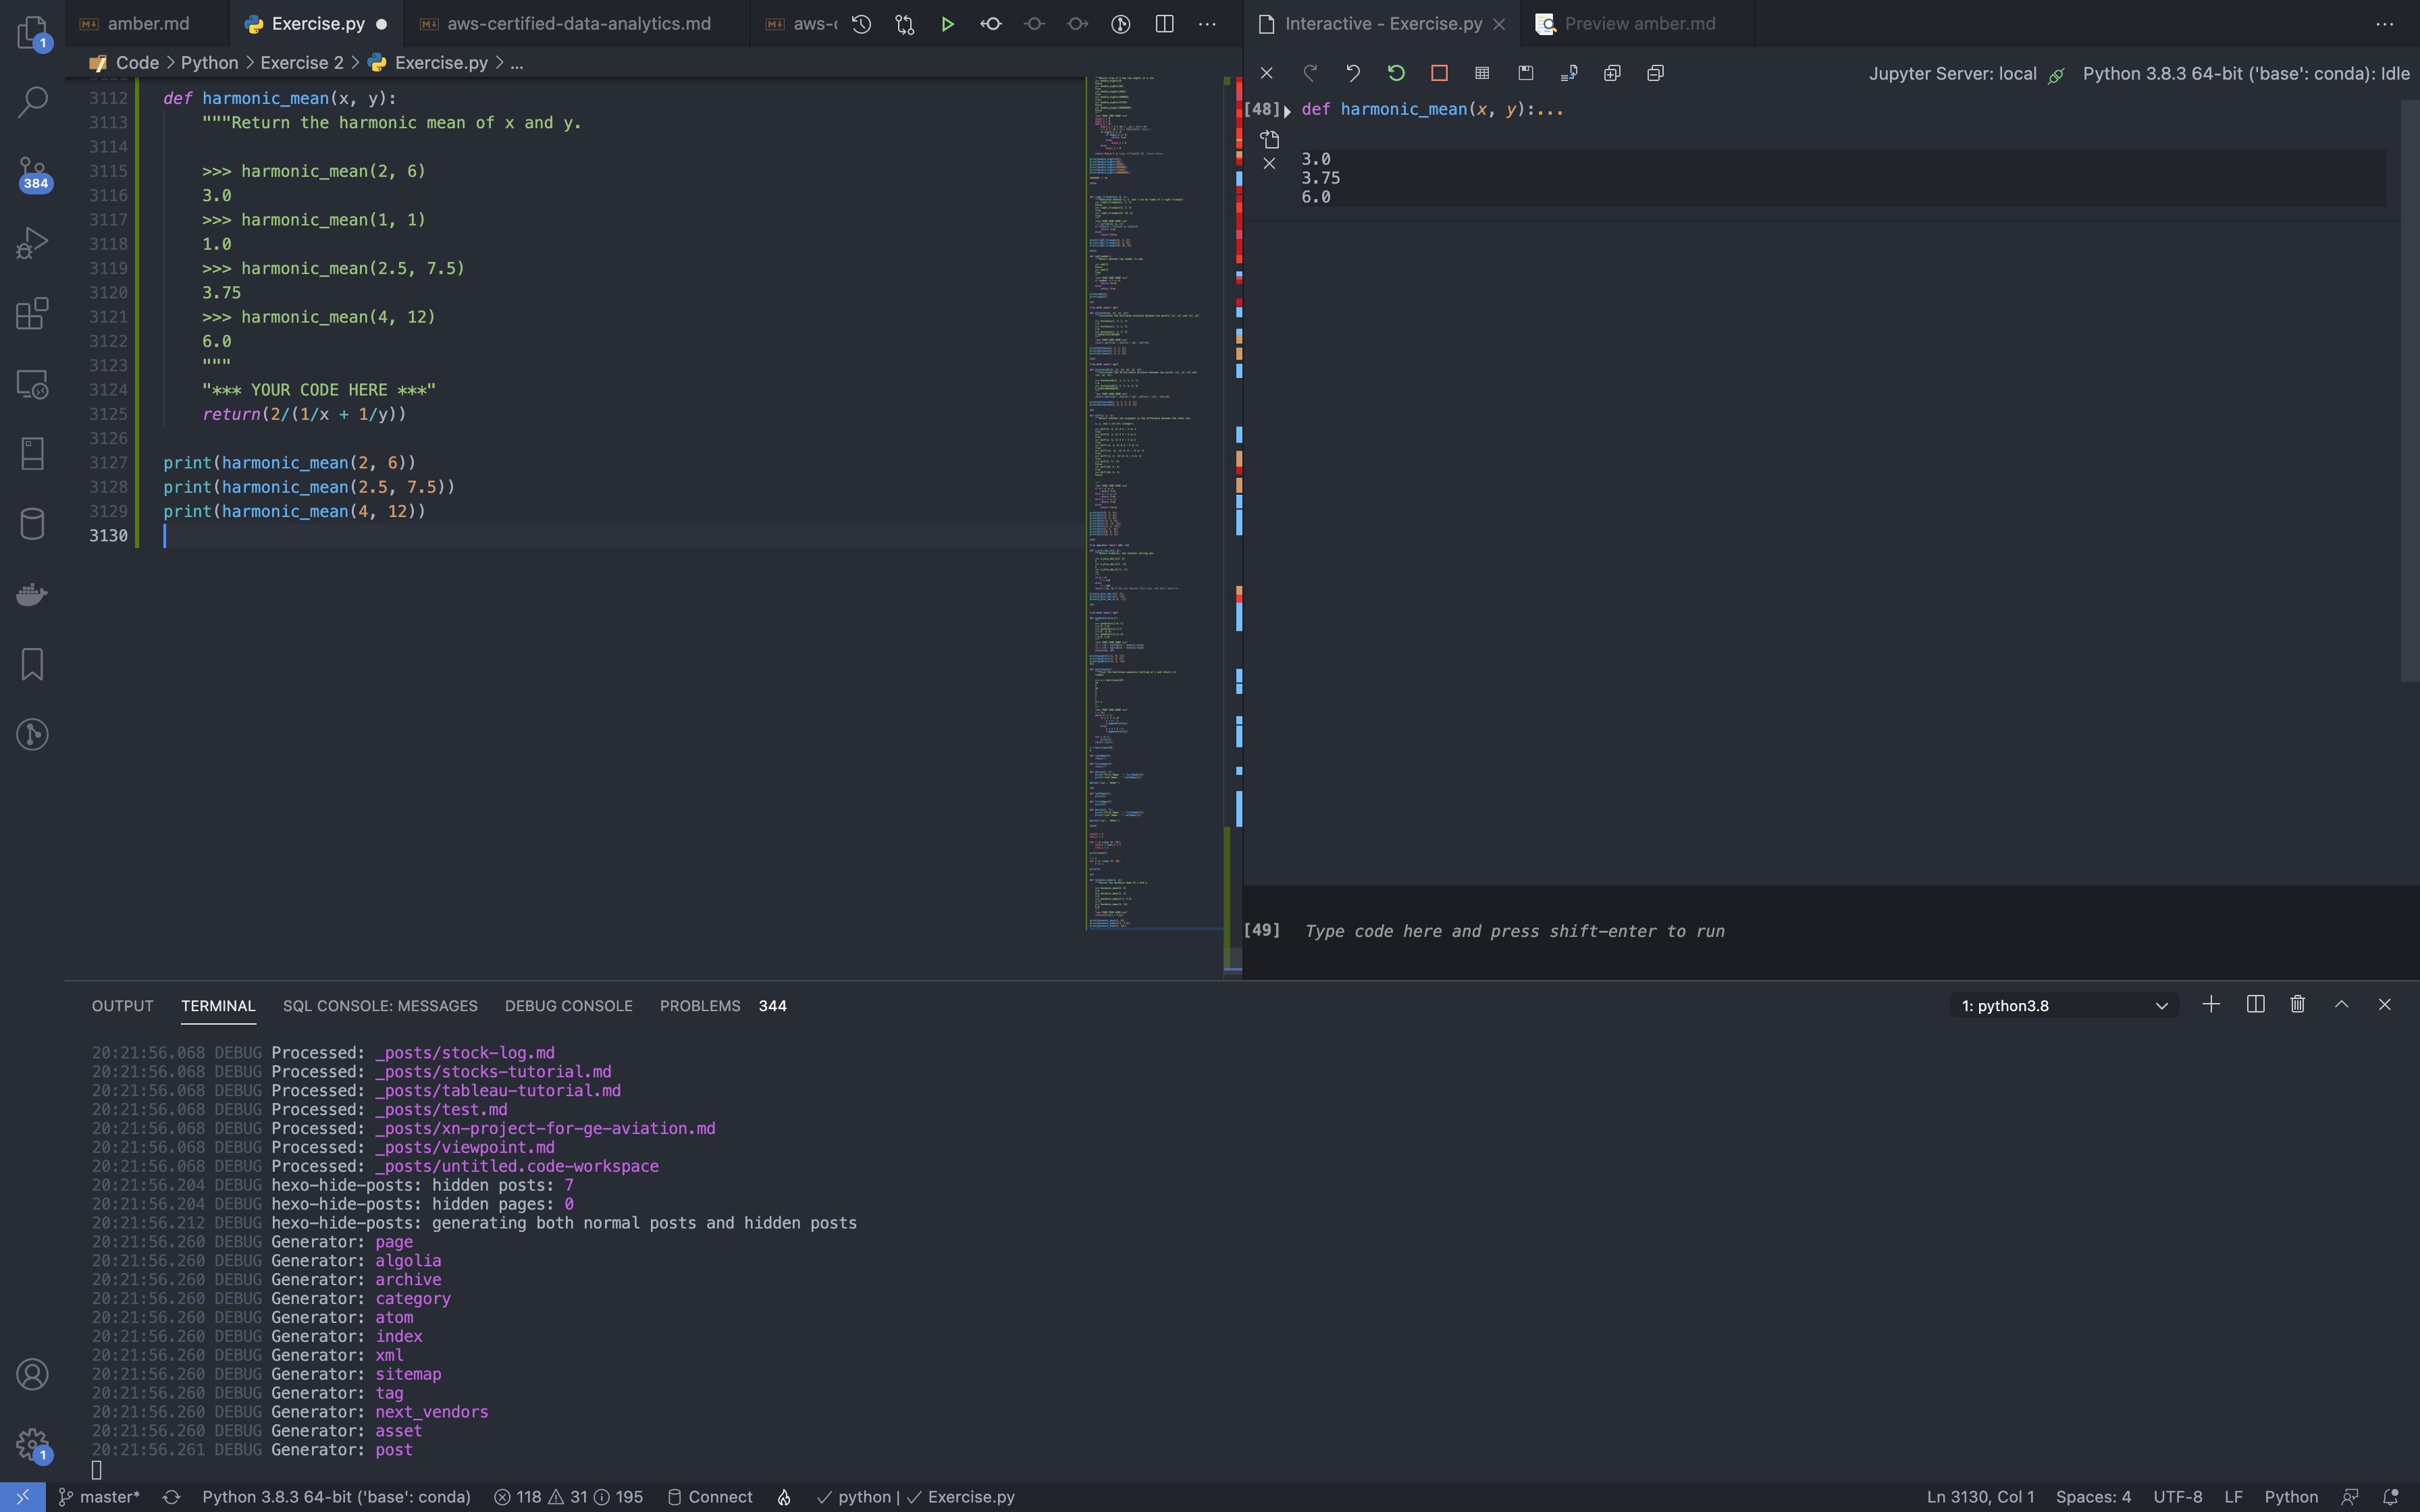 amber.md
Exercise.py
aws-certified-data-analytics.md
aws-c
Interactive - Exercise.py
Preview amber.md
Code > Python > Exercise 2 > Exercise.py > ...
1
384
3112 def harmonic_mean(x, y):
3113 """Return the harmonic mean of x and y.
3114
3115 >>> harmonic_mean(2, 6)
3116 3.0
3117 >>> harmonic_mean(1, 1)
3118 1.0
3119 >>> harmonic_mean(2.5, 7.5)
3120 3.75
3121 >>> harmonic_mean(4, 12)
3122 6.0
3123 """
3124 "*** YOUR CODE HERE ***"
3125 return(2/(1/x + 1/y))
3126
3127 print(harmonic_mean(2, 6))
3128 print(harmonic_mean(2.5, 7.5))
3129 print(harmonic_mean(4, 12))
3130
Jupyter Server: local
Python 3.8.3 64-bit ('base': conda): Idle
[48] def harmonic_mean(x, y):...
3.0
3.75
6.0
[49] Type code here and press shift-enter to run
OUTPUT TERMINAL SQL CONSOLE: MESSAGES DEBUG CONSOLE PROBLEMS 344
1: python3.8
20:21:56.068 DEBUG Processed: _posts/stock-log.md
20:21:56.068 DEBUG Processed: _posts/stocks-tutorial.md
20:21:56.068 DEBUG Processed: _posts/tableau-tutorial.md
20:21:56.068 DEBUG Processed: _posts/test.md
20:21:56.068 DEBUG Processed: _posts/xn-project-for-ge-aviation.md
20:21:56.068 DEBUG Processed: _posts/viewpoint.md
20:21:56.068 DEBUG Processed: _posts/untitled.code-workspace
20:21:56.204 DEBUG hexo-hide-posts: hidden posts: 7
20:21:56.204 DEBUG hexo-hide-posts: hidden pages: 0
20:21:56.212 DEBUG hexo-hide-posts: generating both normal posts and hidden posts
20:21:56.260 DEBUG Generator: page
20:21:56.260 DEBUG Generator: algolia
20:21:56.260 DEBUG Generator: archive
20:21:56.260 DEBUG Generator: category
20:21:56.260 DEBUG Generator: atom
20:21:56.260 DEBUG Generator: index
20:21:56.260 DEBUG Generator: xml
20:21:56.260 DEBUG Generator: sitemap
20:21:56.260 DEBUG Generator: tag
20:21:56.260 DEBUG Generator: next_vendors
20:21:56.260 DEBUG Generator: asset
20:21:56.261 DEBUG Generator: post
1
master* Python 3.8.3 64-bit ('base': conda) 118 31 195 Connect python | Exercise.py
Ln 3130, Col 1 Spaces: 4 UTF-8 LF Python